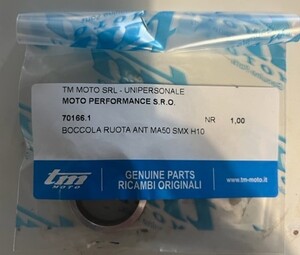 TM MOTO SRL - UNIPERSONALE
MOTO PERFORMANCE S.R.O.
70166.1 NR 1,00
BOCCOLA RUOTA ANT MA50 SMX H10
tm
moto
GENUINE PARTS
RICAMBI ORIGINALI
www.tm-moto.it